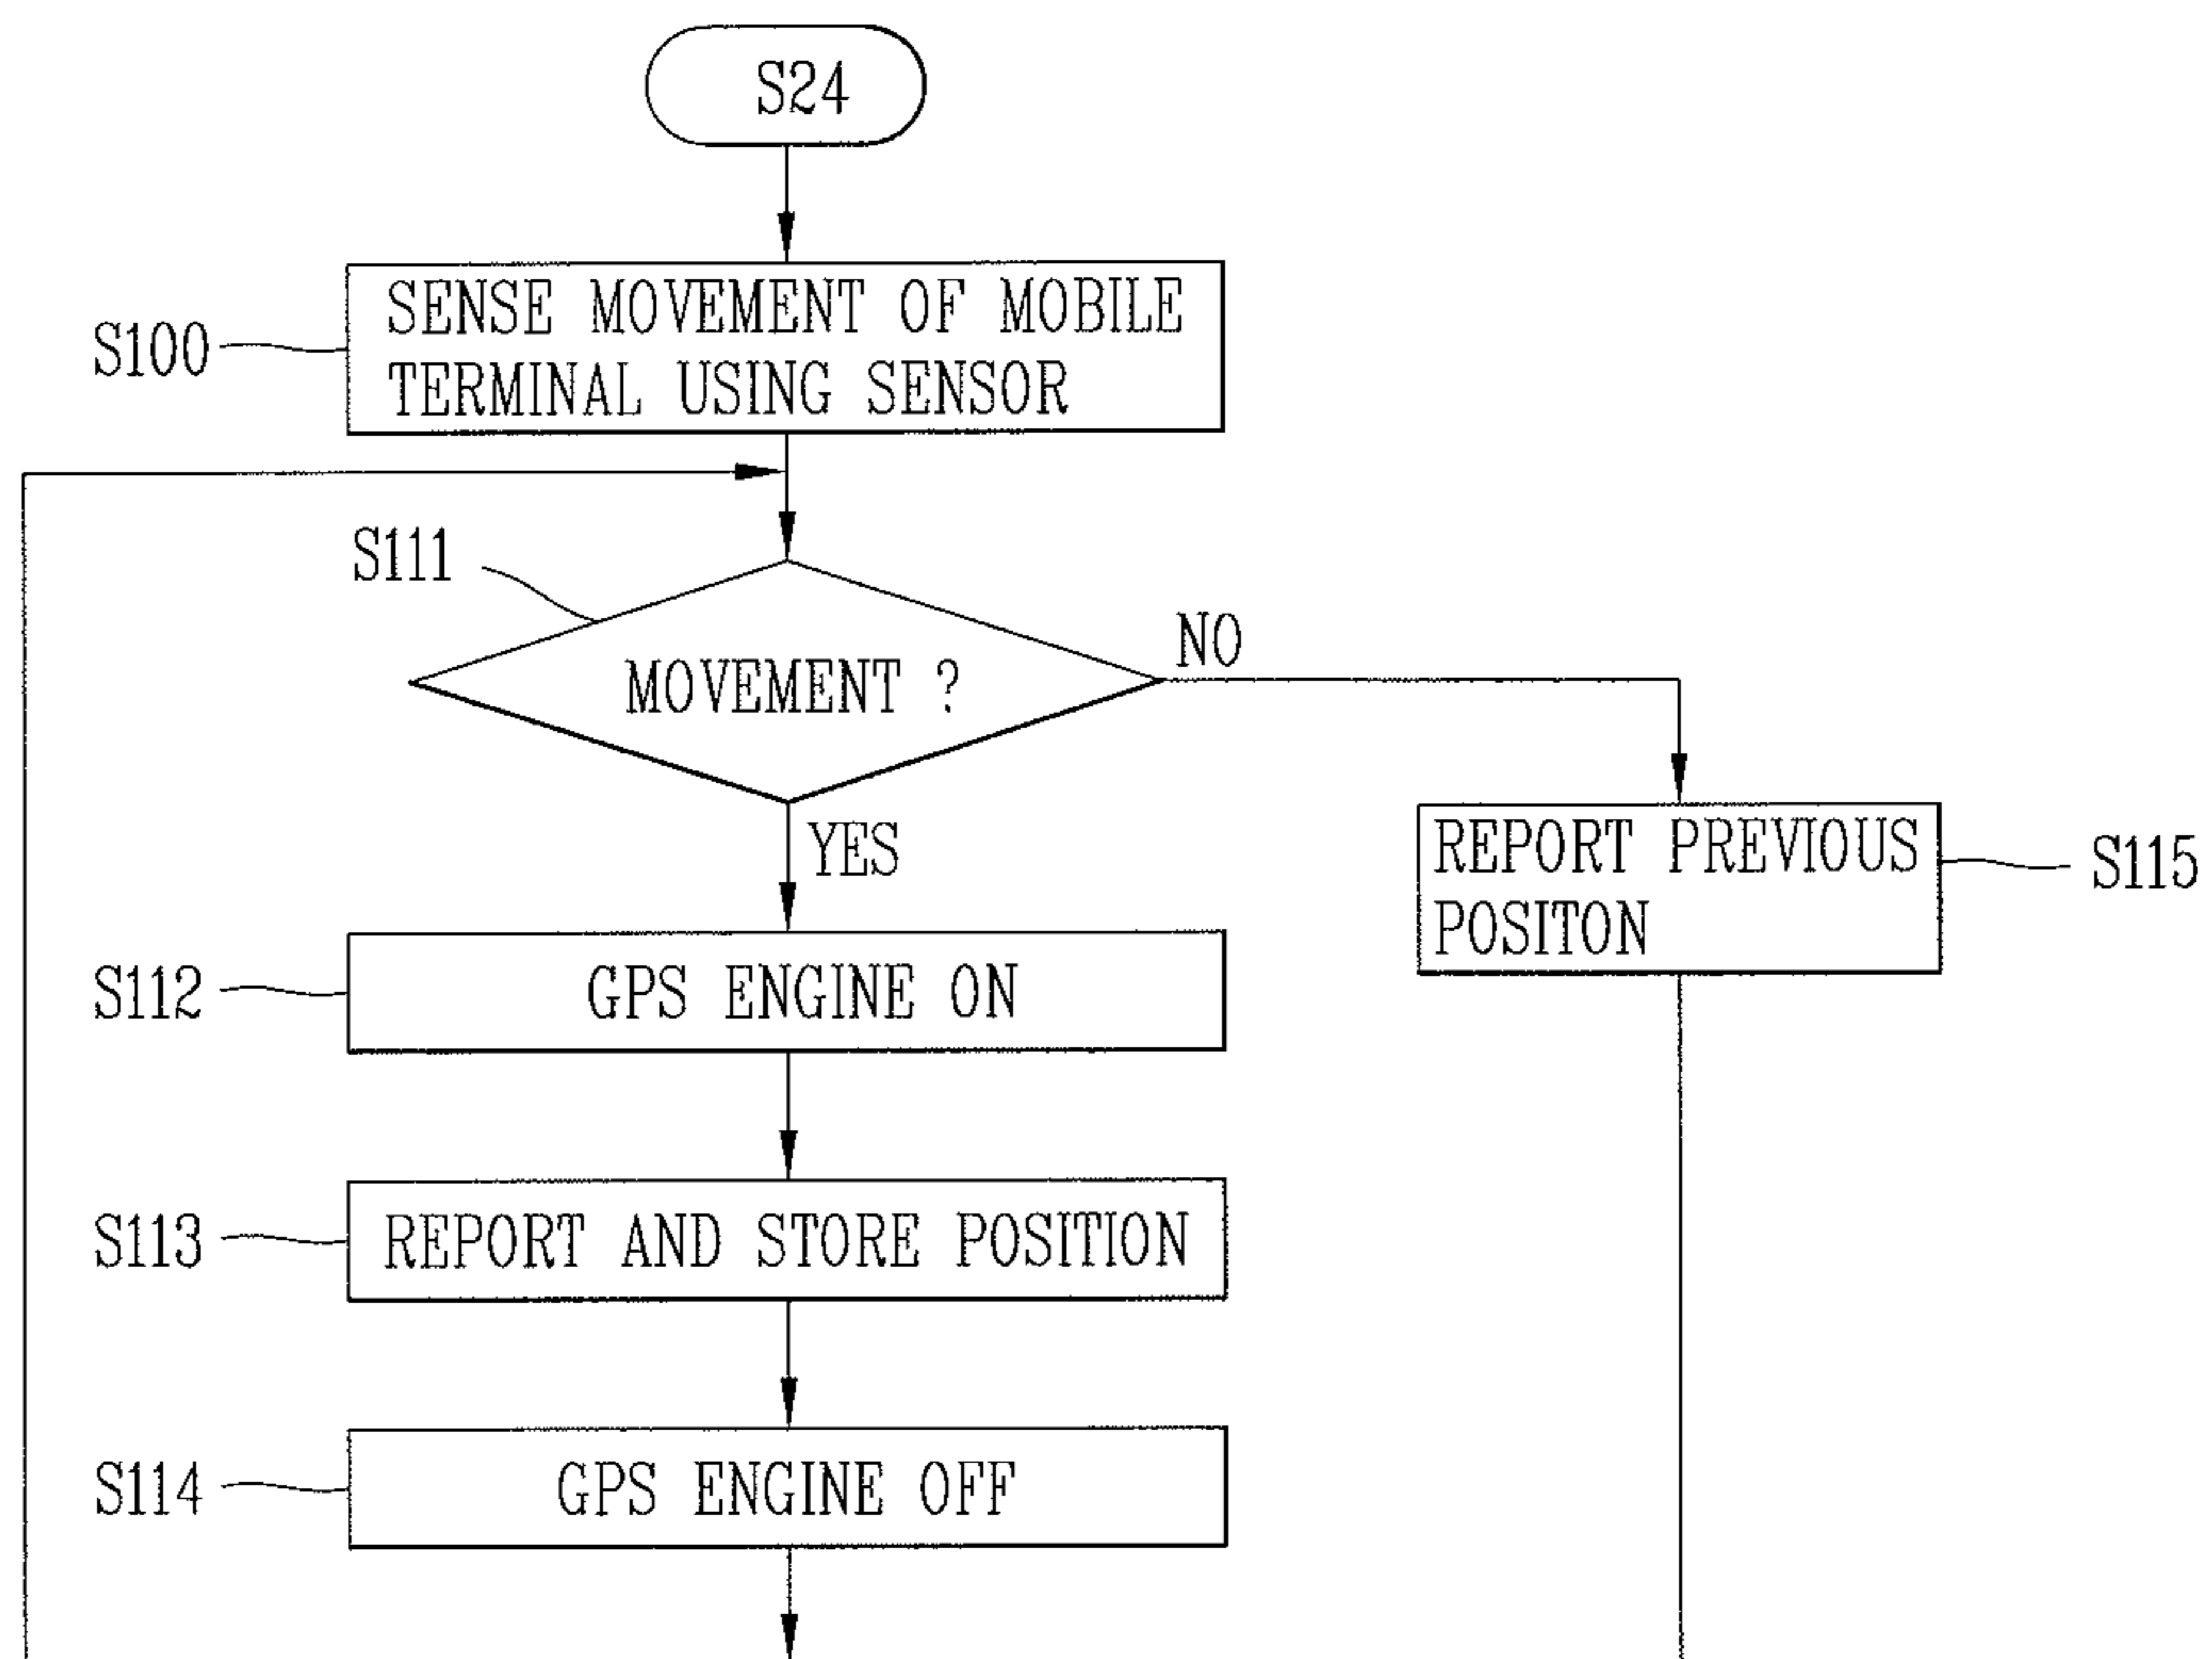 S24
S100
SENSE MOVEMENT OF MOBILE
TERMINAL USING SENSOR
S111
MOVEMENT ?
NO
YES
REPORT PREVIOUS
POSITON
S115
S112
GPS ENGINE ON
S113
REPORT AND STORE POSITION
S114
GPS ENGINE OFF